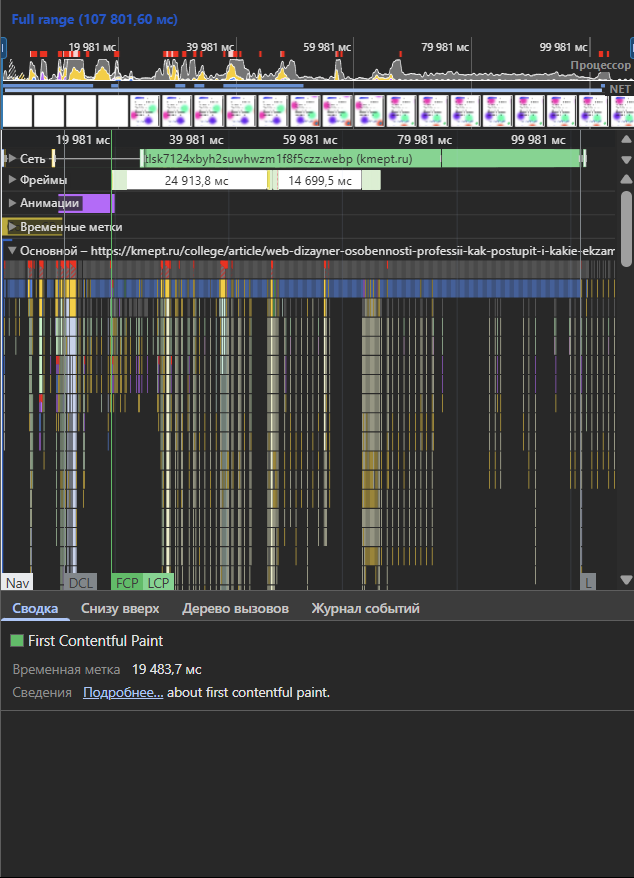 Full range (107 801,60 мс)
19 981 мс 39 981 мс 59 981 мс 79 981 мс 99 981 мс
Процессор
NET
19 981 мс 39 981 мс 59 981 мс 79 981 мс 99 981 мс
Сеть tlsk7124xbyh2suwhwzm1f8f5czz.webp (kmept.ru)
Фреймы 24 913,8 мс 14 699,5 мс
Анимации
Временные метки
Основной – https://kmept.ru/college/article/web-dizayner-osobennosti-professii-kak-postupit-i-kakie-ekzam
Nav DCL FCP LCP L
Сводка Снизу вверх Дерево вызовов Журнал событий
First Contentful Paint
Временная метка 19 483,7 мс
Сведения Подробнее... about first contentful paint.